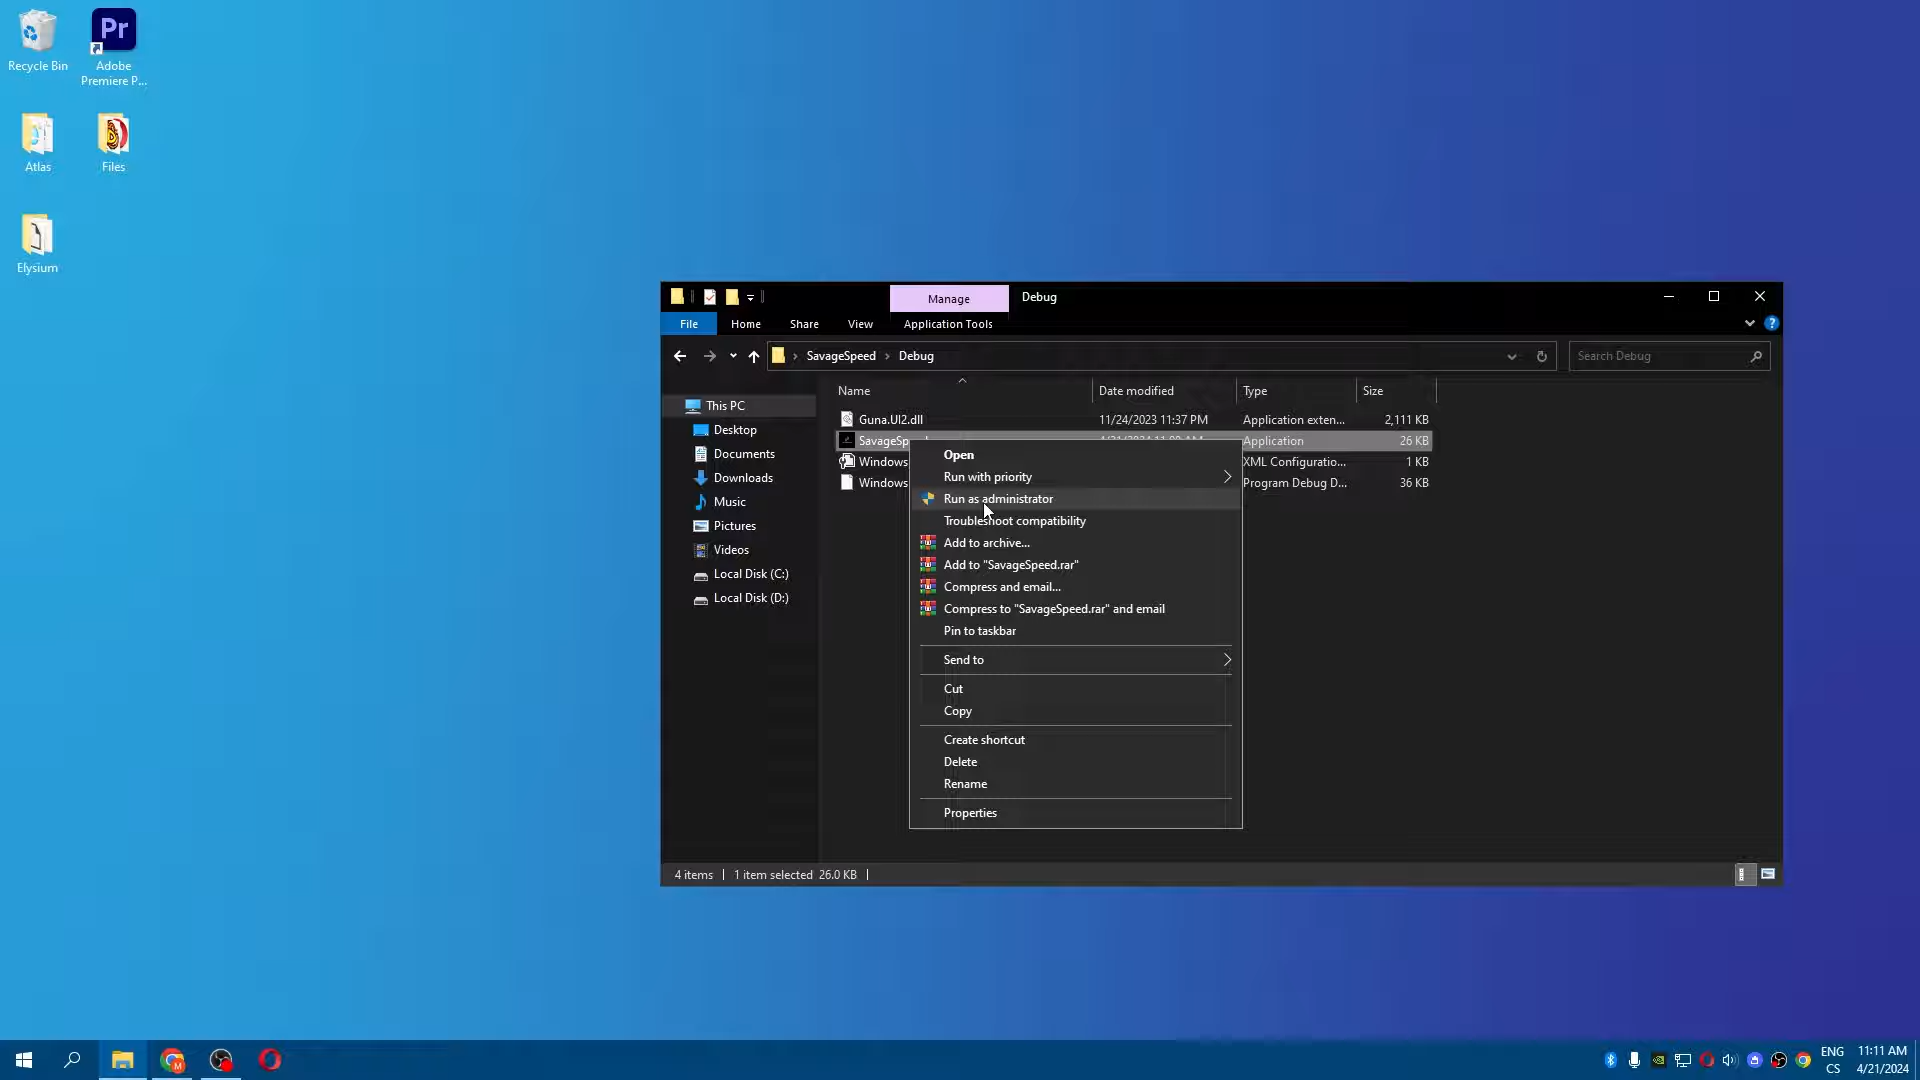 Recycle Bin
Pr
Adobe
Premiere P...
Atlas
Files
Elysium
Manage
Debug
File
Home
Share
View
Application Tools
SavageSpeed
Debug
Search Debug
Name
Date modified
Type
Size
This PC
Desktop
Documents
Downloads
Music
Pictures
Videos
Local Disk (C:)
Local Disk (D:)
Guna.UI2.dll
11/24/2023 11:37 PM
Application exten...
2,111 KB
SavageSp
Application
26 KB
Windows
XML Configuratio...
1 KB
Windows
Program Debug D...
36 KB
Open
Run with priority
Run as administrator
Troubleshoot compatibility
Add to archive...
Add to "SavageSpeed.rar"
Compress and email...
Compress to "SavageSpeed.rar" and email
Pin to taskbar
Send to
Cut
Copy
Create shortcut
Delete
Rename
Properties
4 items
1 item selected 26.0 KB
ENG
CS
11:11 AM
4/21/2024